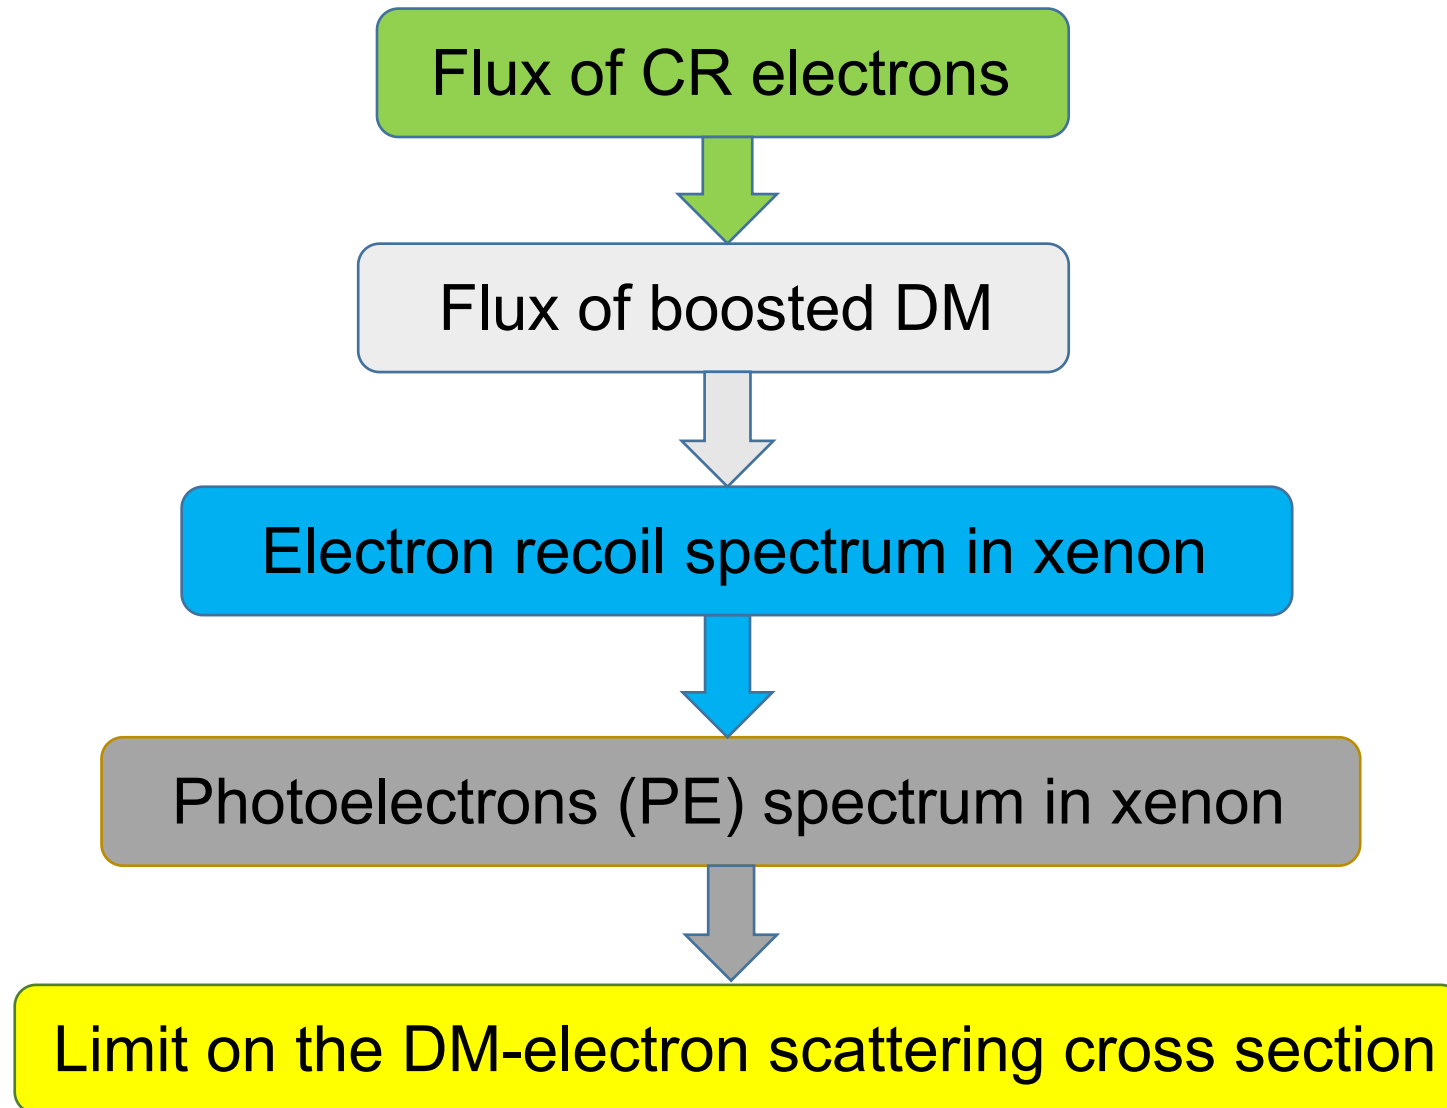 Flux of CR electrons
Flux of boosted DM
Electron recoil spectrum in xenon
Photoelectrons (PE) spectrum in xenon
Limit on the DM-electron scattering cross section